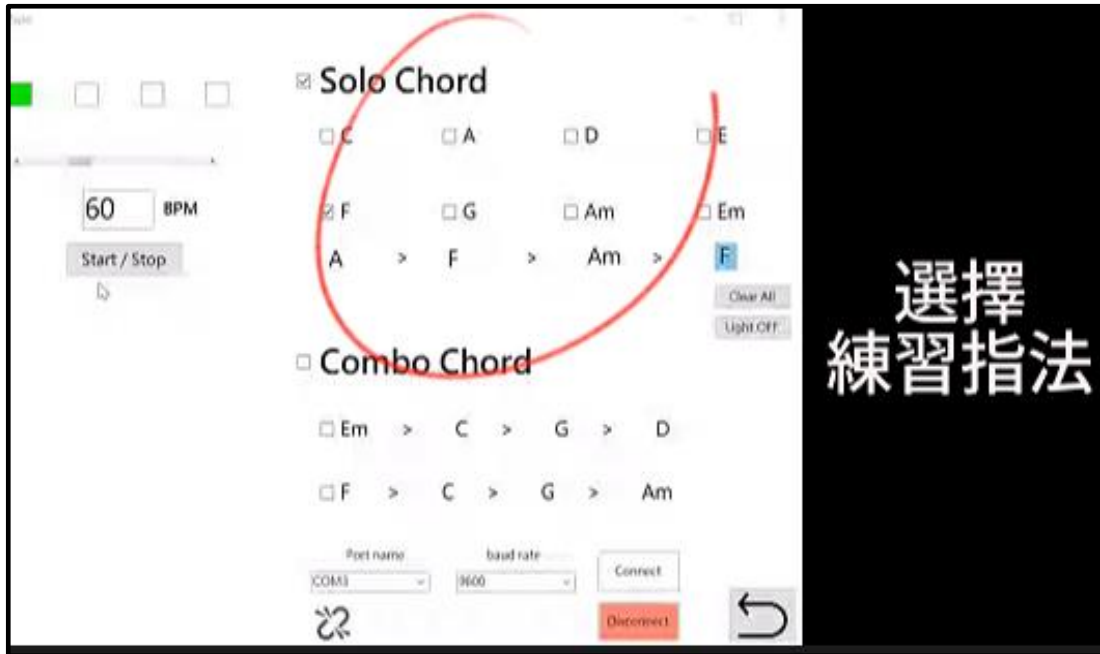 Solo Chord
C A D E
F G Am Em
A > F > Am > F
60 BPM
Start / Stop
Clear All
Light Off
Combo Chord
Em > C > G > D
F > C > G > Am
Port name baud rate
COM3 9600
Connect
Disconnect
選擇
練習指法